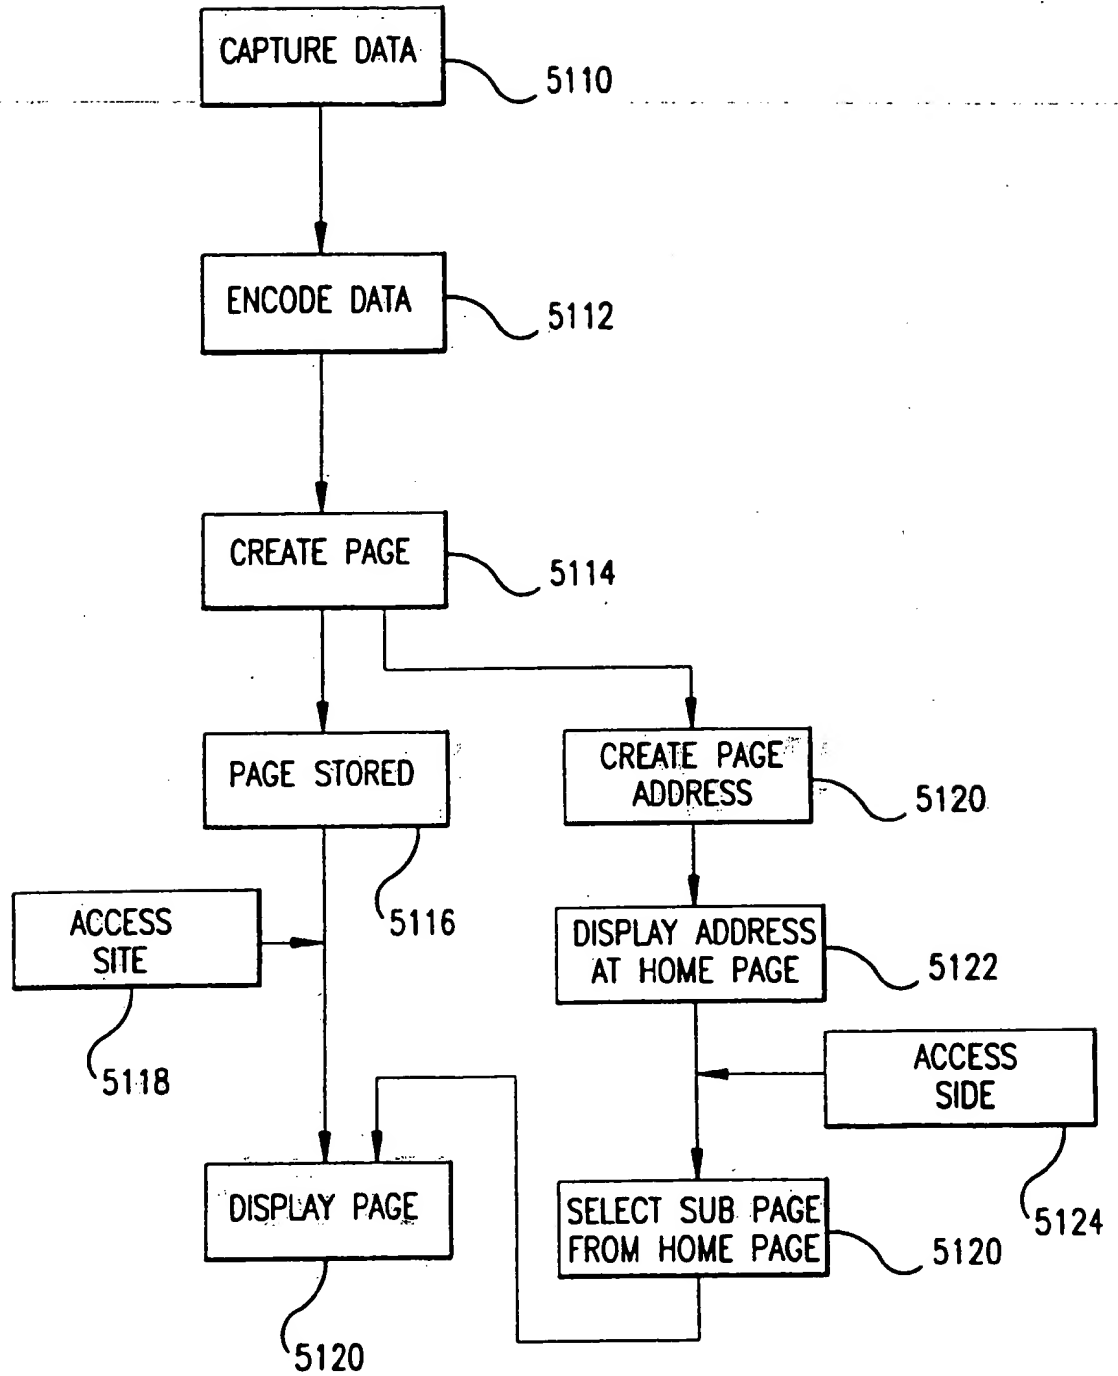 CAPTURE DATA
5110
ENCODE DATA
5112
CREATE PAGE
5114
PAGE STORED
5116
CREATE PAGE
ADDRESS
5120
ACCESS
SITE
5118
DISPLAY ADDRESS
AT HOME PAGE
5122
ACCESS
SIDE
5124
DISPLAY PAGE
5120
SELECT SUB PAGE
FROM HOME PAGE
5120